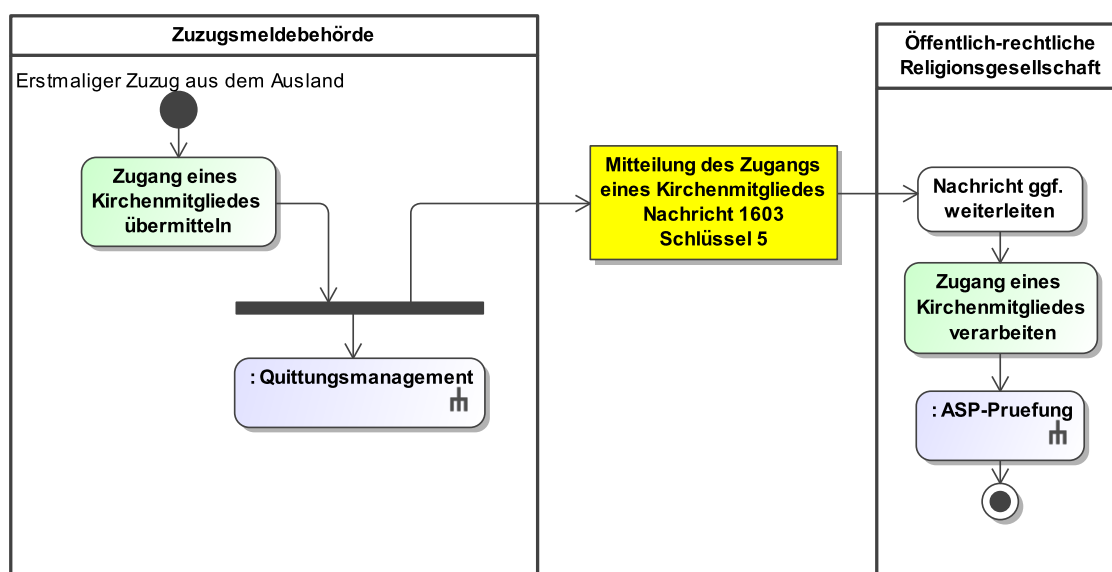 Zuzugsmeldebehörde
Erstmaliger Zuzug aus dem Ausland
Zugang eines
Kirchenmitgliedes
übermitteln
: Quittungsmanagement
Mitteilung des Zugangs
eines Kirchenmitgliedes
Nachricht 1603
Schlüssel 5
Öffentlich-rechtliche
Religionsgesellschaft
Nachricht ggf.
weiterleiten
Zugang eines
Kirchenmitgliedes
verarbeiten
: ASP-Pruefung